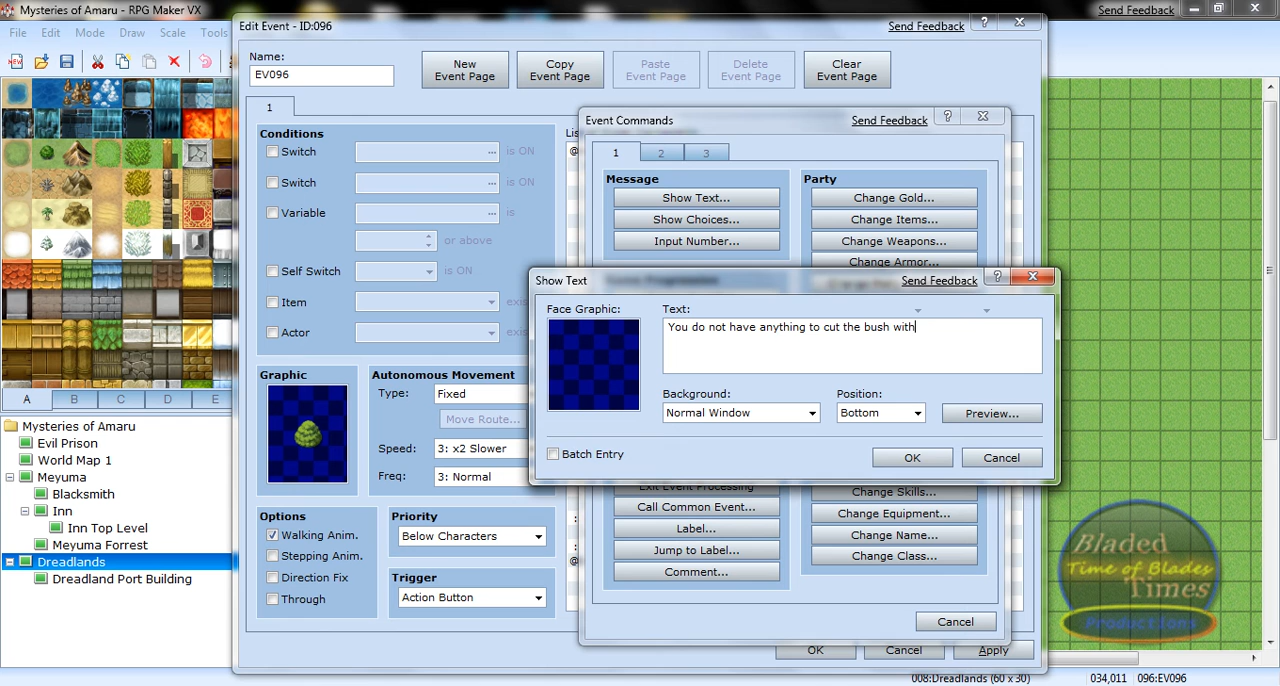 Mysteries of Amaru - RPG Maker VX
Send Feedback
File Edit Mode Draw Scale Tools
Edit Event - ID:096
Send Feedback
Name:
EV096
New Event Page
Copy Event Page
Paste Event Page
Delete Event Page
Clear Event Page
1
Conditions
Switch ... is ON
Switch ... is ON
Variable ... is
or above
Self Switch is ON
Item
Actor
Graphic
Autonomous Movement
Type: Fixed
Move Route...
Speed: 3: x2 Slower
Freq: 3: Normal
Options
Walking Anim.
Stepping Anim.
Direction Fix
Through
Priority
Below Characters
Trigger
Action Button
OK
Cancel
Apply
Event Commands
Send Feedback
1 2 3
Message
Show Text...
Show Choices...
Input Number...
Party
Change Gold...
Change Items...
Change Weapons...
Change Armor...
Show Text
Send Feedback
Face Graphic:
Text:
You do not have anything to cut the bush with
Background:
Normal Window
Position:
Bottom
Preview...
Batch Entry
OK
Cancel
Exit Event Processing
Call Common Event...
Label...
Jump to Label...
Comment...
Change Skills...
Change Equipment...
Change Name...
Change Class...
Cancel
A B C D E
Mysteries of Amaru
Evil Prison
World Map 1
Meyuma
Blacksmith
Inn
Inn Top Level
Meyuma Forrest
Dreadlands
Dreadland Port Building
Bladed
Time of Blades
Times
Productions
008:Dreadlands (60 x 30)
034,011
096:EV096